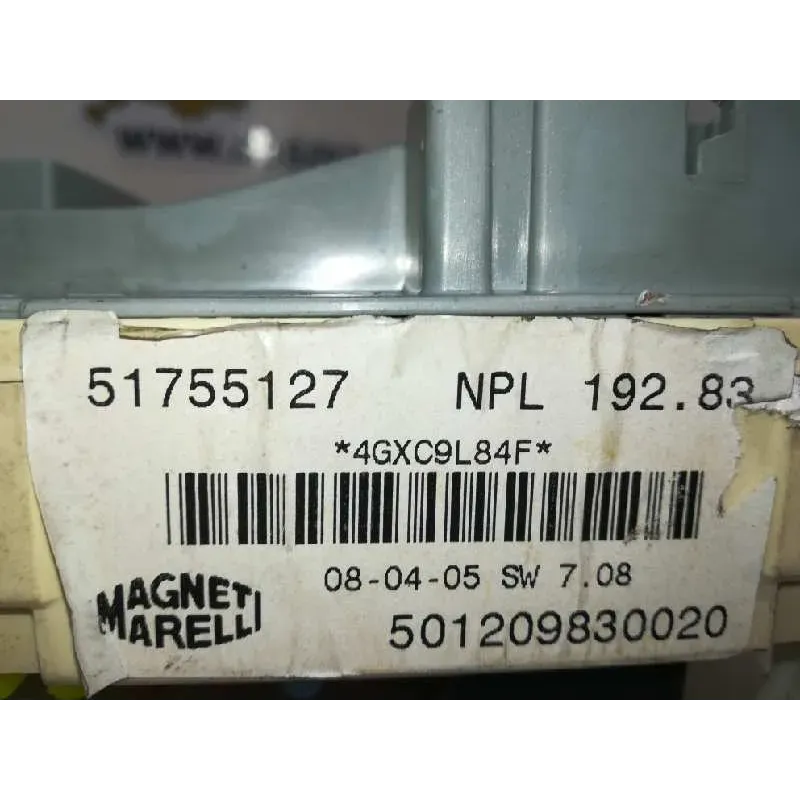 51755127 NPL 192.83
*4GXC9L84F*
08-04-05 SW 7.08
MAGNETI
MARELLI
501209830020